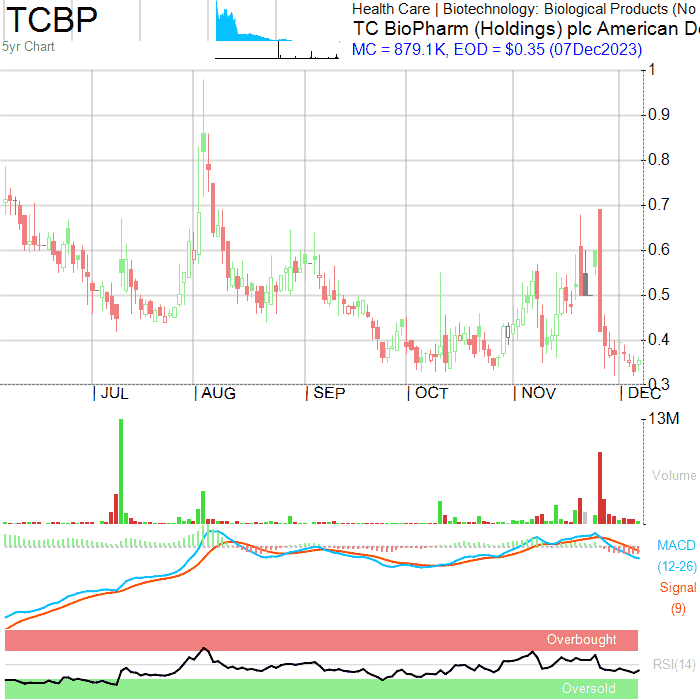 TCBP
5yr Chart
Health Care | Biotechnology: Biological Products (No
TC BioPharm (Holdings) plc American De
MC = 879.1K, EOD = $0.35 (07Dec2023)
1
0.9
0.8
0.7
0.6
0.5
0.4
0.3
| JUL | AUG | SEP | OCT | NOV | DEC
13M
Volume
MACD
(12-26)
Signal
(9)
Overbought
RSI(14)
Oversold